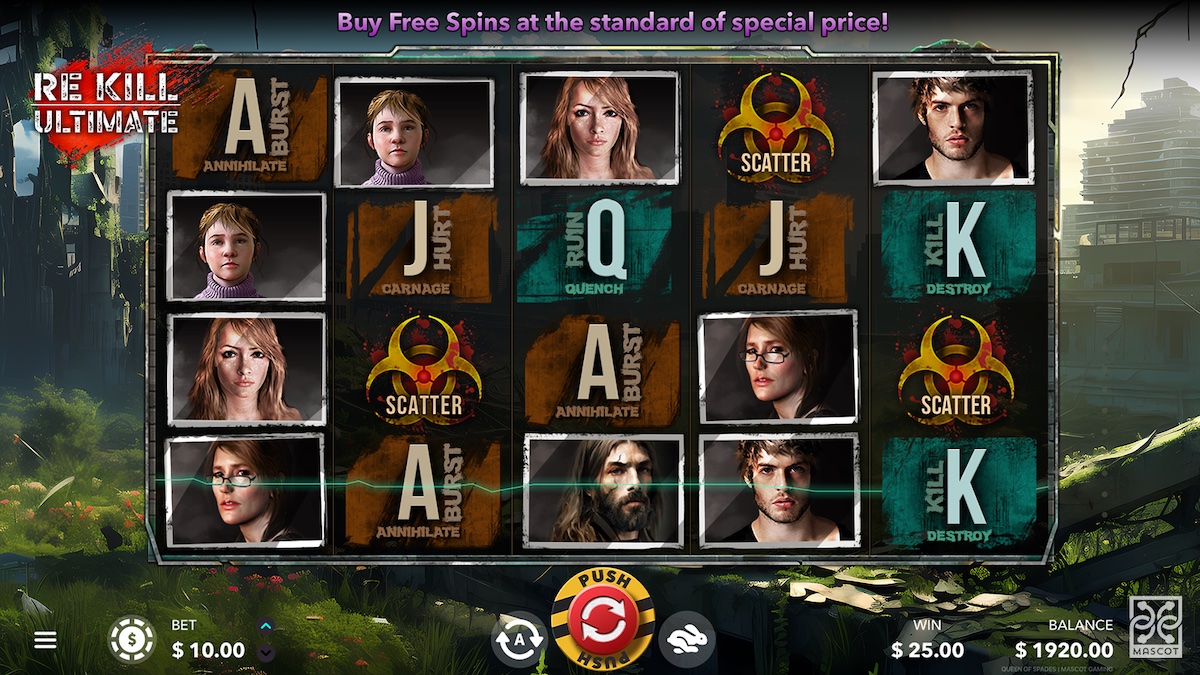 Buy Free Spins at the standard of special price!
RE KILL
ULTIMATE
A BURST
ANNIHILATE
SCATTER
J HURT
CARNAGE
RUIN Q
QUENCH
J HURT
CARNAGE
KILL K
DESTROY
SCATTER
A BURST
ANNIHILATE
SCATTER
A BURST
ANNIHILATE
KILL K
DESTROY
PUSH
A
PUSH
BET
$ 10.00
WIN
$ 25.00
BALANCE
$ 1920.00
MASCOT
QUEEN OF SPADES | MASCOT GAMING